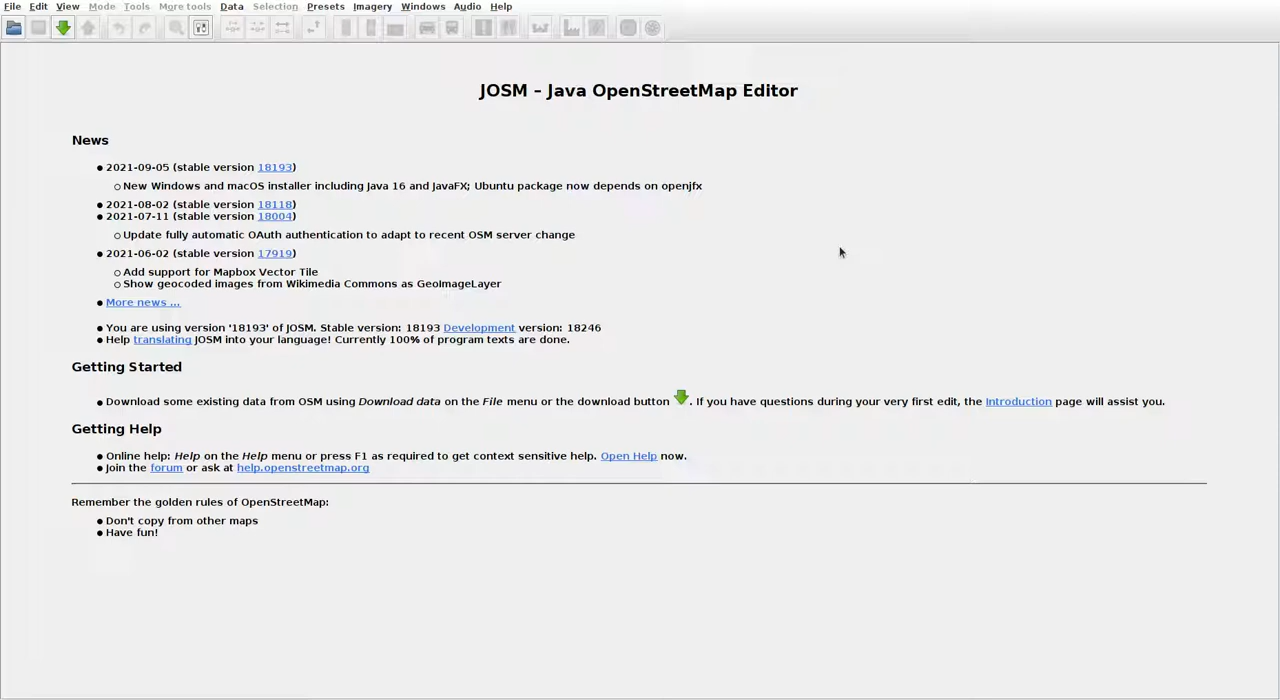 File Edit View Mode Tools More tools Data Selection Presets Imagery Windows Audio Help
JOSM – Java OpenStreetMap Editor
News
2021-09-05 (stable version 18193)
New Windows and macOS installer including Java 16 and JavaFX; Ubuntu package now depends on openjfx
2021-08-02 (stable version 18118)
2021-07-11 (stable version 18004)
Update fully automatic OAuth authentication to adapt to recent OSM server change
2021-06-02 (stable version 17919)
Add support for Mapbox Vector Tile
Show geocoded images from Wikimedia Commons as GeoImageLayer
More news ...
You are using version '18193' of JOSM. Stable version: 18193 Development version: 18246
Help translating JOSM into your language! Currently 100% of program texts are done.
Getting Started
Download some existing data from OSM using Download data on the File menu or the download button . If you have questions during your very first edit, the Introduction page will assist you.
Getting Help
Online help: Help on the Help menu or press F1 as required to get context sensitive help. Open Help now.
Join the forum or ask at help.openstreetmap.org
Remember the golden rules of OpenStreetMap:
Don't copy from other maps
Have fun!